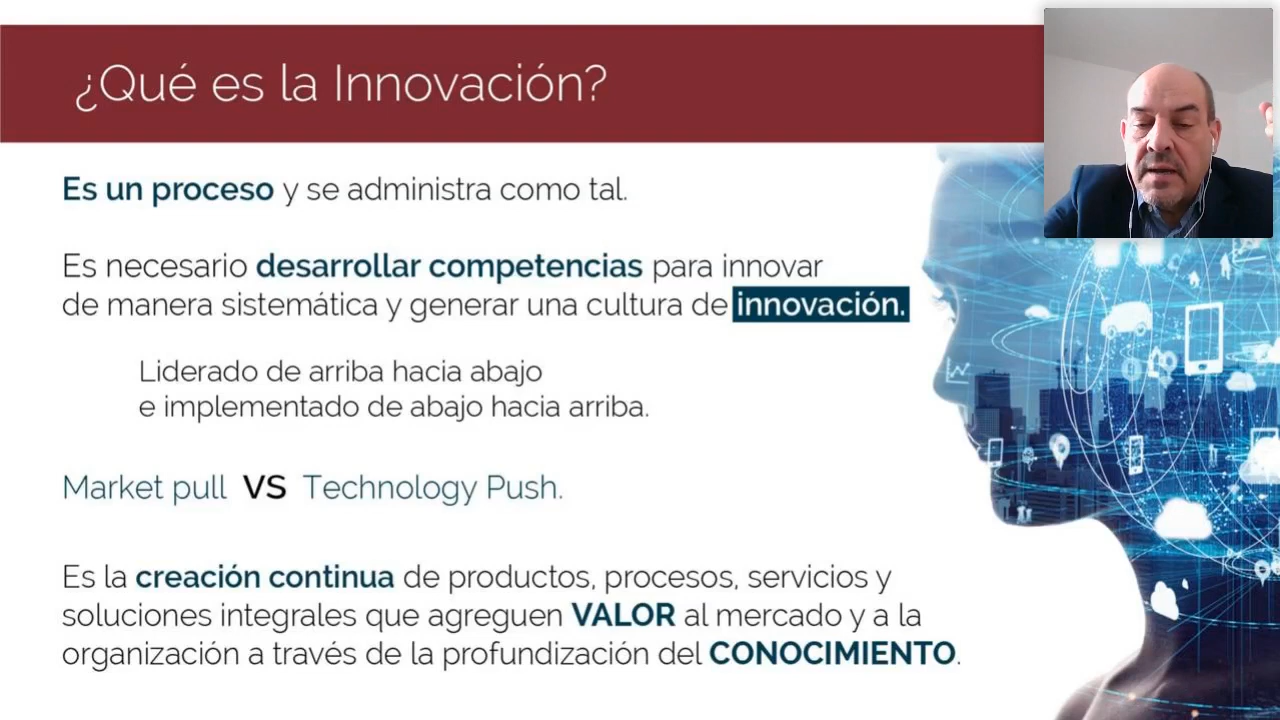 ¿Qué es la Innovación?
Es un proceso y se administra como tal.
Es necesario desarrollar competencias para innovar
de manera sistemática y generar una cultura de innovación.
Liderado de arriba hacia abajo
e implementado de abajo hacia arriba.
Market pull VS Technology Push.
Es la creación continua de productos, procesos, servicios y
soluciones integrales que agreguen VALOR al mercado y a la
organización a través de la profundización del CONOCIMIENTO.